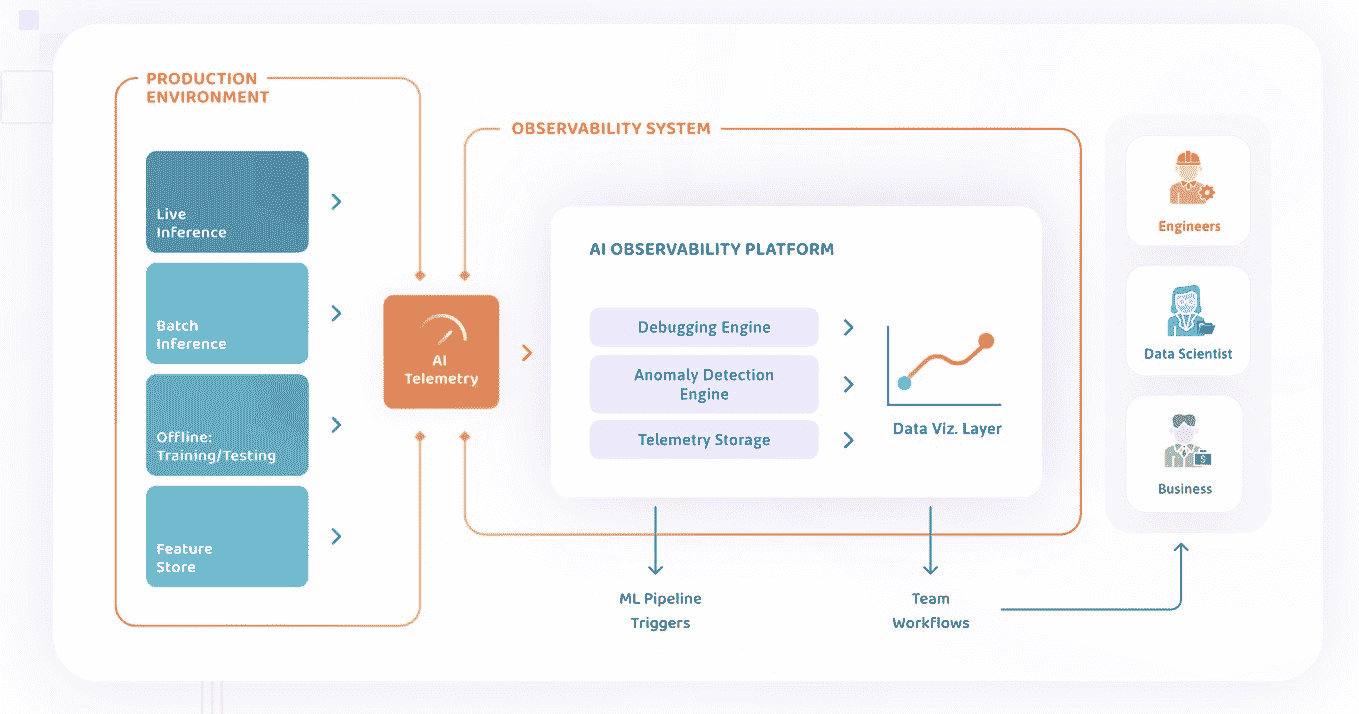 PRODUCTION
ENVIRONMENT
Live
Inference
Batch
Inference
Offline:
Training/Testing
Feature
Store
AI
Telemetry
OBSERVABILITY SYSTEM
AI OBSERVABILITY PLATFORM
Debugging Engine
Anomaly Detection
Engine
Telemetry Storage
Data Viz. Layer
ML Pipeline
Triggers
Team
Workflows
Engineers
Data Scientist
$
Business